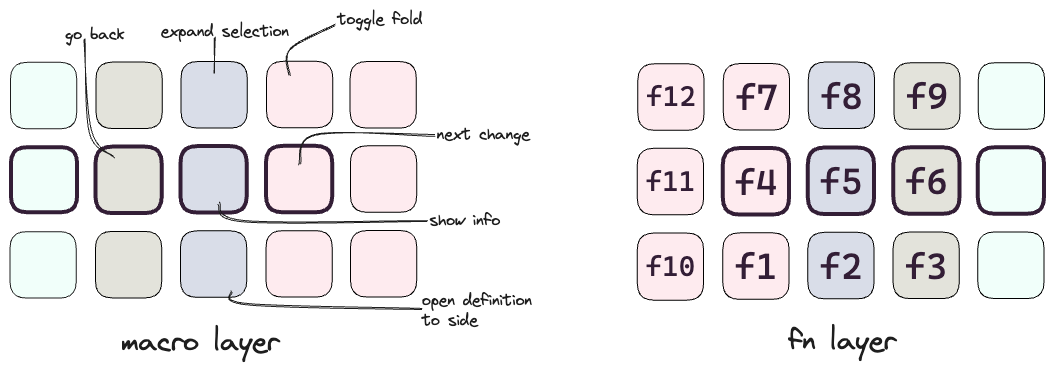 go back
expand selection
toggle fold
next change
show info
open definition
to side
macro layer
f12 f7 f8 f9
f11 f4 f5 f6
f10 f1 f2 f3
fn layer